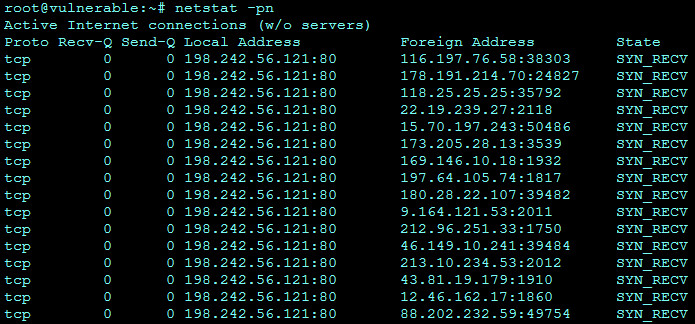 root@vulnerable:~# netstat -pn
Active Internet connections (w/o servers)
Proto Recv-Q Send-Q Local Address Foreign Address State
tcp 0 0 198.242.56.121:80 116.197.76.58:38303 SYN_RECV
tcp 0 0 198.242.56.121:80 178.191.214.70:24827 SYN_RECV
tcp 0 0 198.242.56.121:80 118.25.25.25:35792 SYN_RECV
tcp 0 0 198.242.56.121:80 22.19.239.27:2118 SYN_RECV
tcp 0 0 198.242.56.121:80 15.70.197.243:50486 SYN_RECV
tcp 0 0 198.242.56.121:80 173.205.28.13:3539 SYN_RECV
tcp 0 0 198.242.56.121:80 169.146.10.18:1932 SYN_RECV
tcp 0 0 198.242.56.121:80 197.64.105.74:1817 SYN_RECV
tcp 0 0 198.242.56.121:80 180.28.22.107:39482 SYN_RECV
tcp 0 0 198.242.56.121:80 9.164.121.53:2011 SYN_RECV
tcp 0 0 198.242.56.121:80 212.96.251.33:1750 SYN_RECV
tcp 0 0 198.242.56.121:80 46.149.10.241:39484 SYN_RECV
tcp 0 0 198.242.56.121:80 213.10.234.53:2012 SYN_RECV
tcp 0 0 198.242.56.121:80 43.81.19.179:1910 SYN_RECV
tcp 0 0 198.242.56.121:80 12.46.162.17:1860 SYN_RECV
tcp 0 0 198.242.56.121:80 88.202.232.59:49754 SYN_RECV